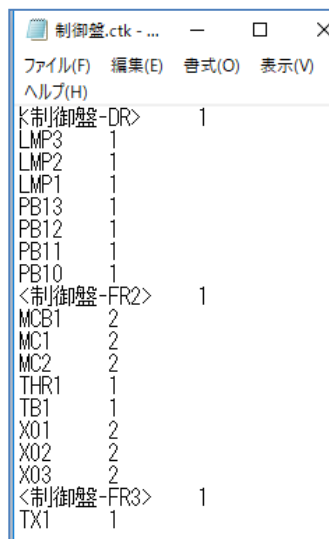 制御盤.ctk - ...
ファイル(F) 編集(E) 書式(O) 表示(V)
ヘルプ(H)
<制御盤-DR> 1
LMP3 1
LMP2 1
LMP1 1
PB13 1
PB12 1
PB11 1
PB10 1
<制御盤-FR2> 1
MCB1 2
MC1 2
MC2 2
THR1 1
TB1 1
X01 2
X02 2
X03 2
<制御盤-FR3> 1
TX1 1